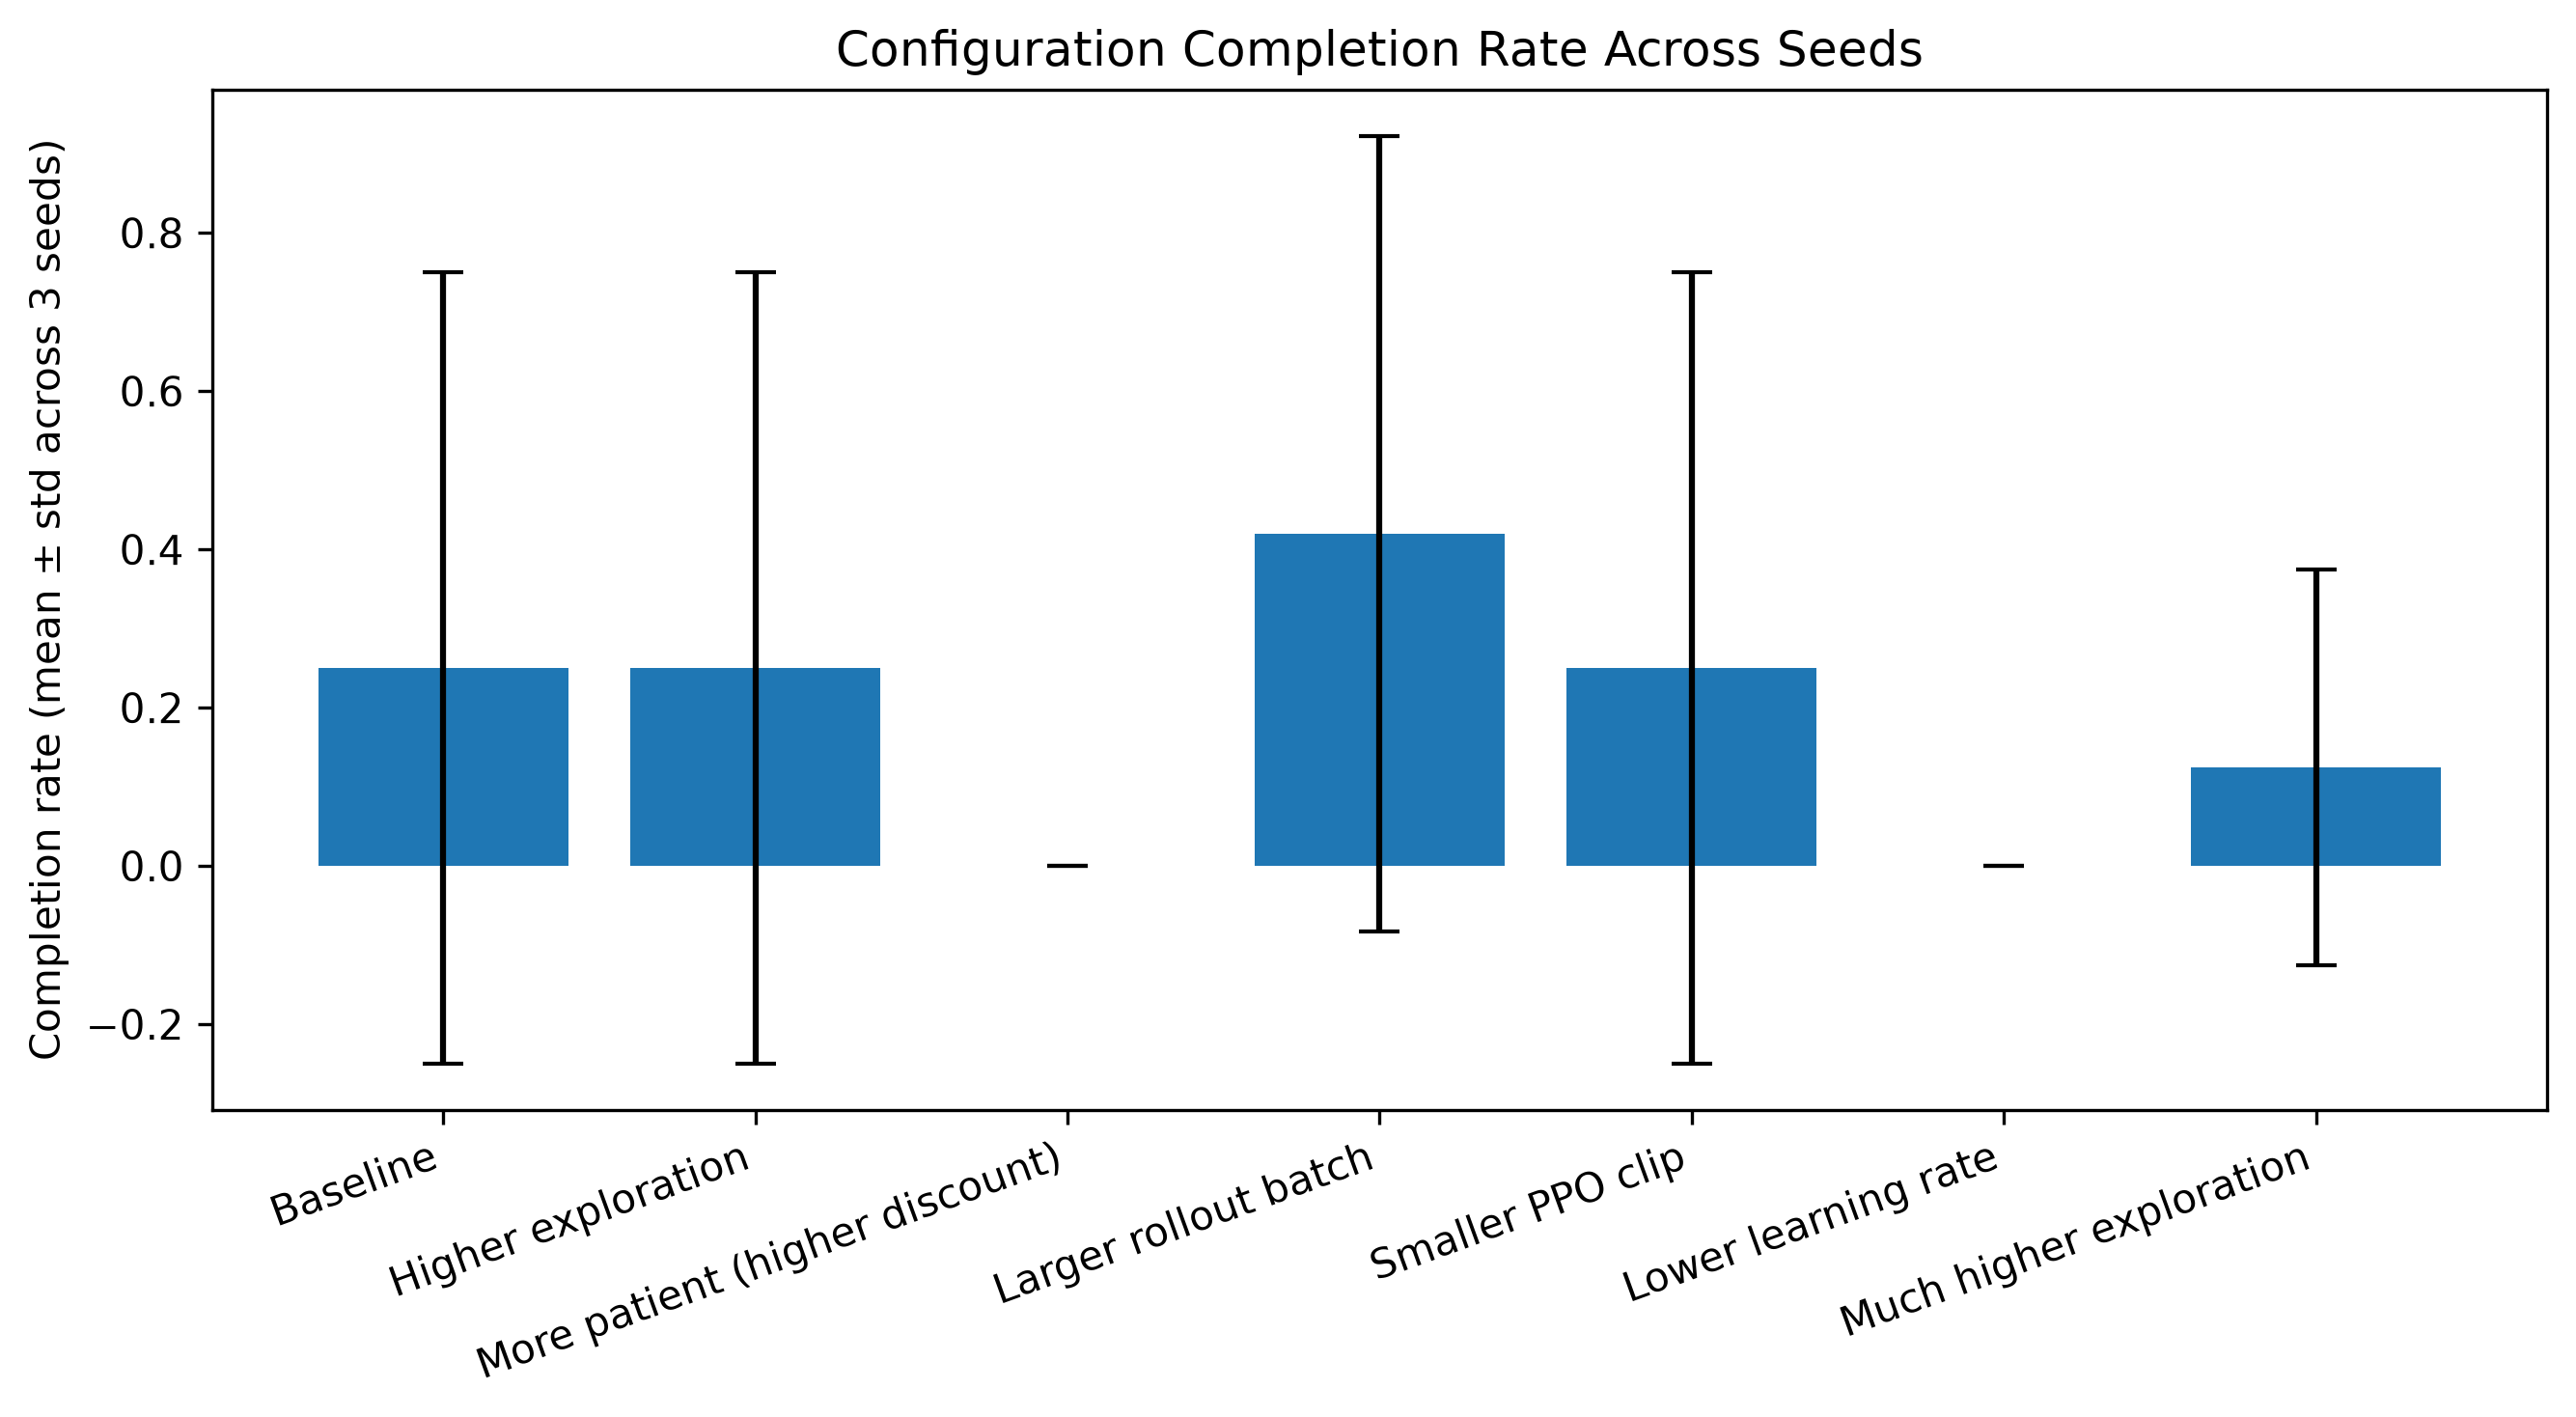 Configuration Completion Rate Across Seeds
Completion rate (mean ± std across 3 seeds)
0.8
0.6
0.4
0.2
0.0
−0.2
Baseline
Higher exploration
More patient (higher discount)
Larger rollout batch
Smaller PPO clip
Lower learning rate
Much higher exploration